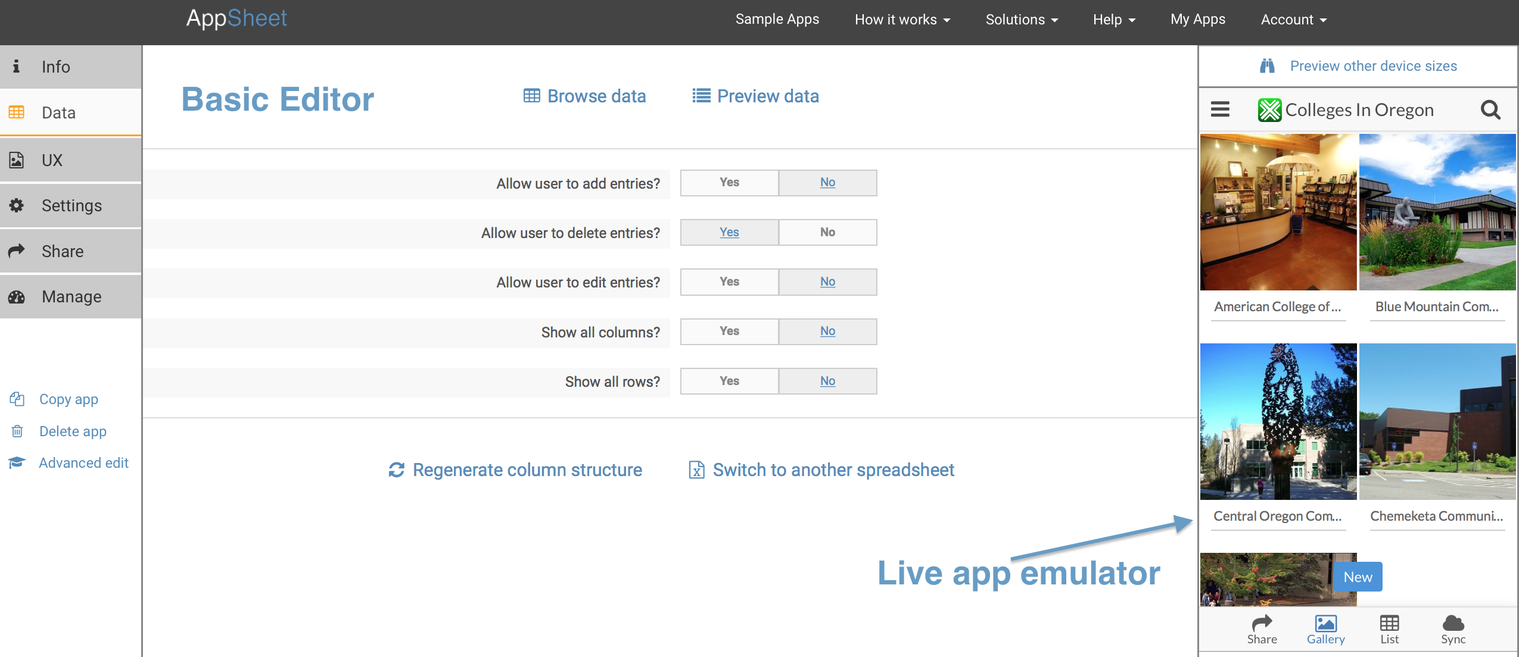 AppSheet
Sample Apps
How it works
Solutions
Help
My Apps
Account
Info
Data
UX
Settings
Share
Manage
Copy app
Delete app
Advanced edit
Basic Editor
Browse data
Preview data
Allow user to add entries? Yes No
Allow user to delete entries? Yes No
Allow user to edit entries? Yes No
Show all columns? Yes No
Show all rows? Yes No
Regenerate column structure
Switch to another spreadsheet
Live app emulator
Preview other device sizes
Colleges In Oregon
American College of ...
Blue Mountain Com...
Central Oregon Com...
Chemeketa Communi...
New
Share
Gallery
List
Sync